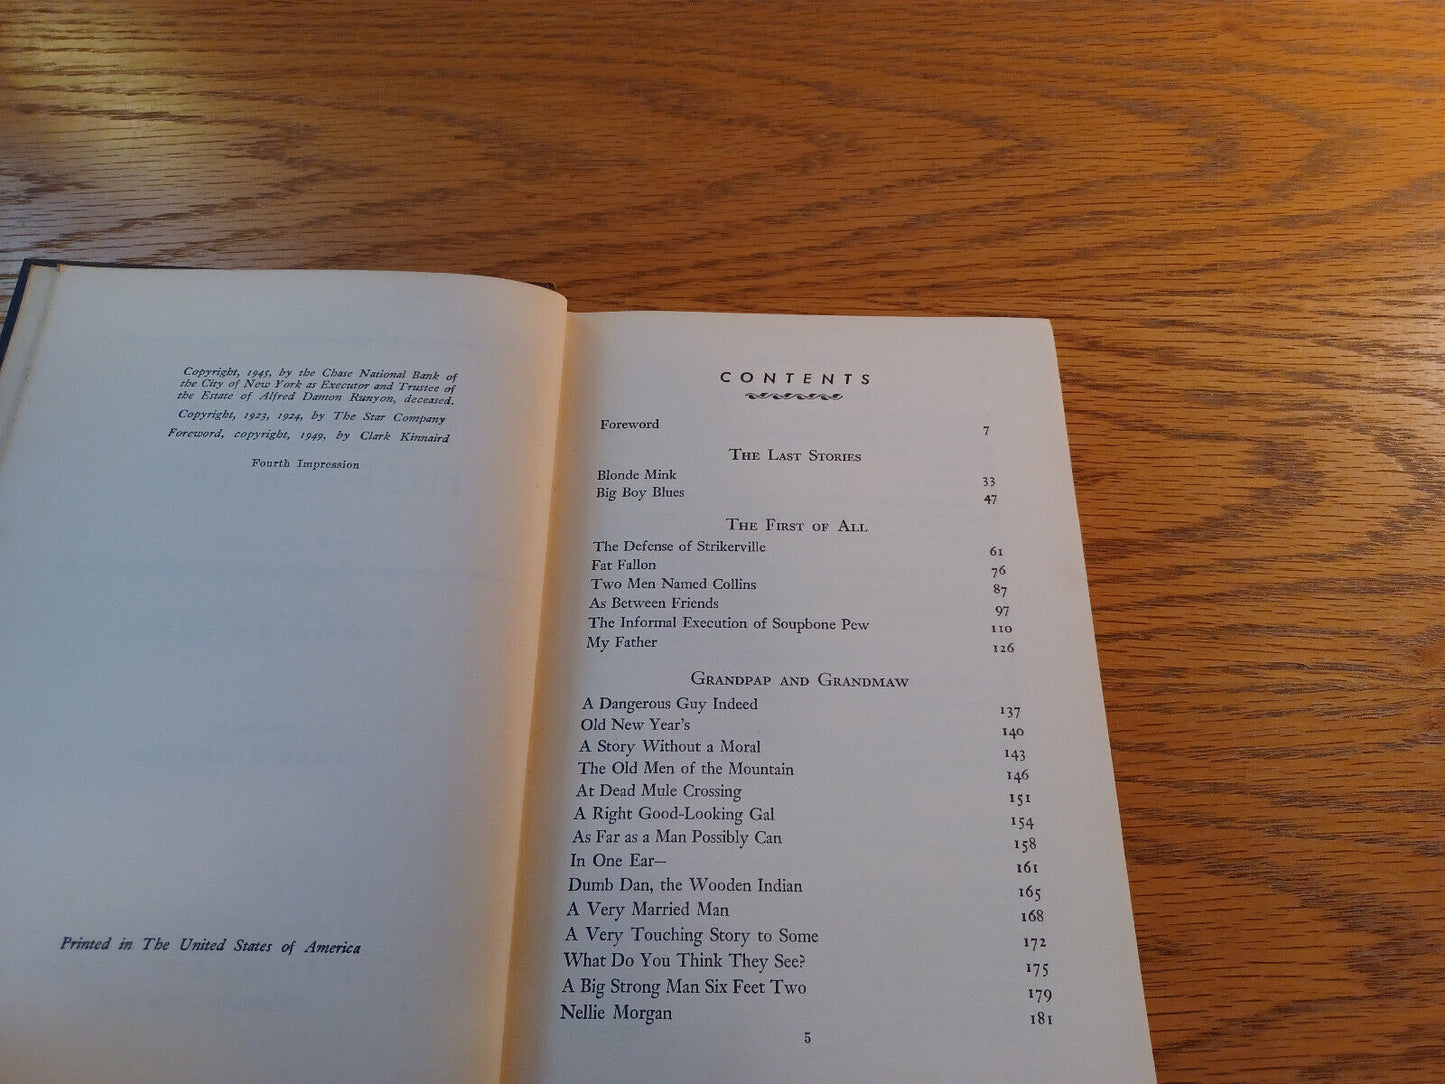 Copyright, 1945, by the Chase National Bank of
the City of New York as Executor and Trustee of
the Estate of Alfred Damon Runyon, deceased.
Copyright, 1923, 1924, by The Star Company
Foreword, copyright, 1949, by Clark Kinnaird
Fourth Impression
Printed in The United States of America
CONTENTS
Foreword 7
The Last Stories
Blonde Mink 33
Big Boy Blues 47
The First of All
The Defense of Strikerville 61
Fat Fallon 76
Two Men Named Collins 87
As Between Friends 97
The Informal Execution of Soupbone Pew 110
My Father 126
Grandpap and Grandmaw
A Dangerous Guy Indeed 137
Old New Year's 140
A Story Without a Moral 143
The Old Men of the Mountain 146
At Dead Mule Crossing 151
A Right Good-Looking Gal 154
As Far as a Man Possibly Can 158
In One Ear— 161
Dumb Dan, the Wooden Indian 165
A Very Married Man 168
A Very Touching Story to Some 172
What Do You Think They See? 175
A Big Strong Man Six Feet Two 179
Nellie Morgan 181
5